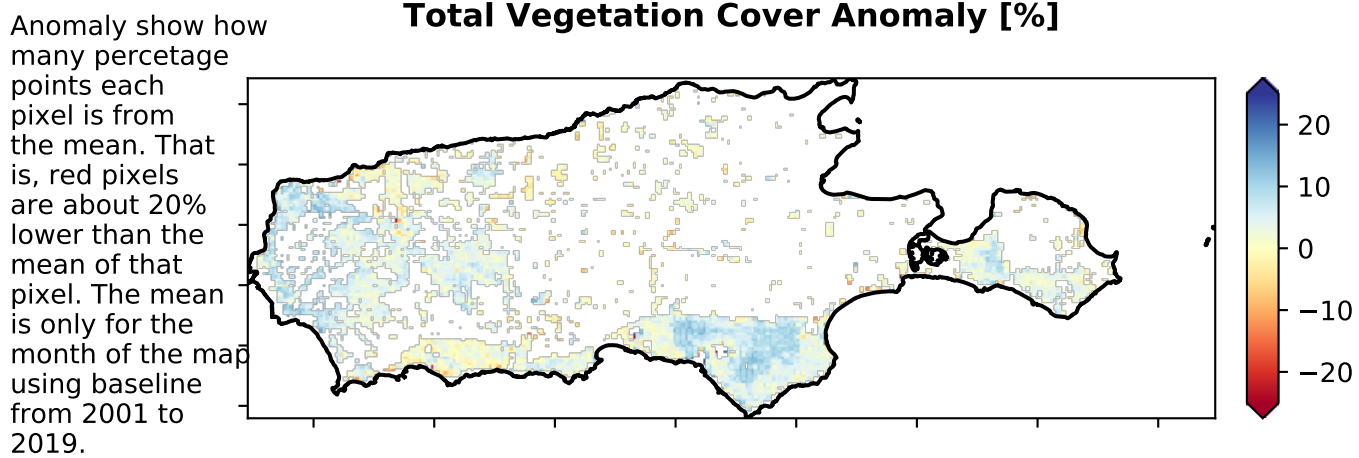 Total Vegetation Cover Anomaly [%]
Anomaly show how
many percetage
points each
pixel is from
the mean. That
is, red pixels
are about 20%
lower than the
mean of that
pixel. The mean
is only for the
month of the map
using baseline
from 2001 to
2019.
20
10
0
−10
−20